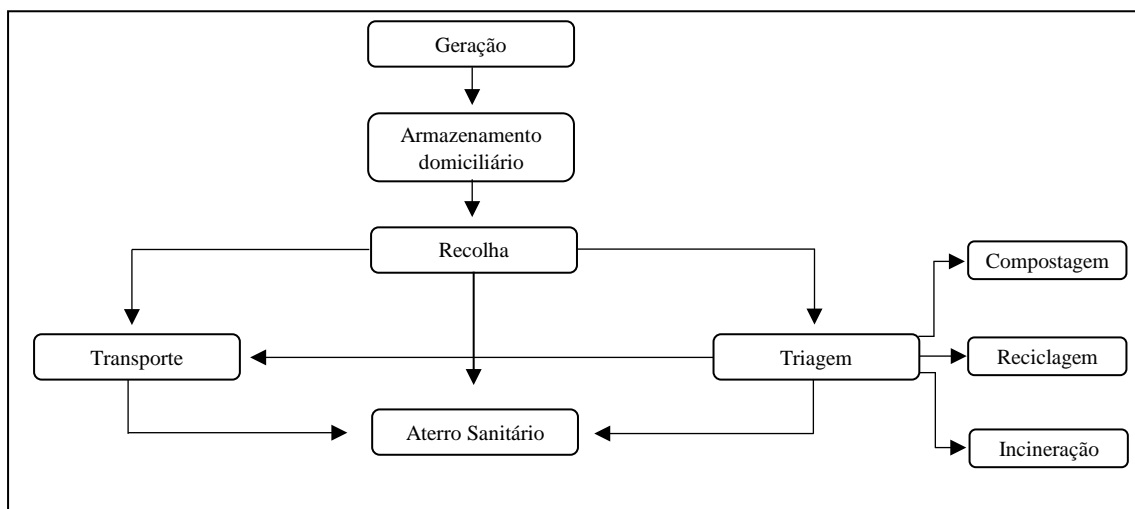 Geração
Armazenamento
domiciliário
Recolha
Compostagem
Transporte
Triagem
Reciclagem
Aterro Sanitário
Incineração